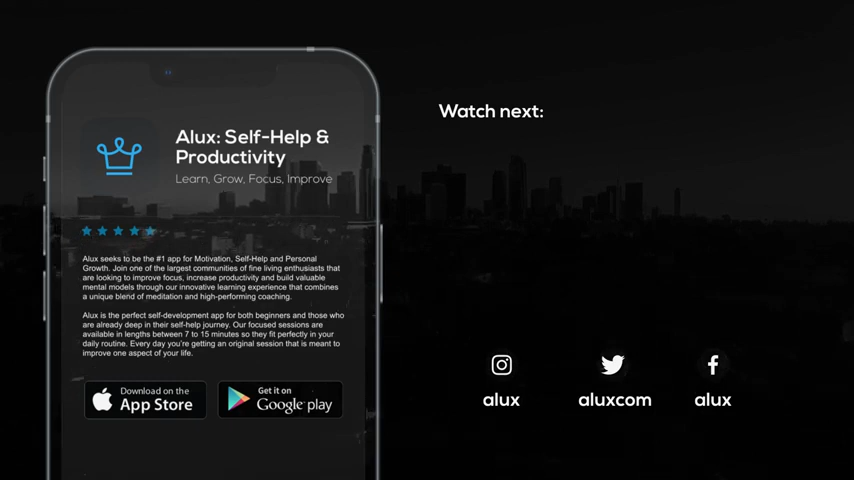 Watch next:
Alux: Self-Help &
Productivity
Learn, Grow, Focus, Improve
Alux seeks to be the #1 app for Motivation, Self-Help and Personal
Growth. Join one of the largest communities of fine living enthusiasts that
are looking to improve focus, increase productivity and build valuable
mental models through our innovative learning experience that combines
a unique blend of meditation and high-performing coaching.
Alux is the perfect self-development app for both beginners and those who
are already deep in their self-help journey. Our focused sessions are
available in lengths between 7 to 15 minutes so they fit perfectly in your
daily routine. Every day you're getting an original session that is meant to
improve one aspect of your life.
Download on the
App Store
Get it on
Google play
alux
aluxcom
alux